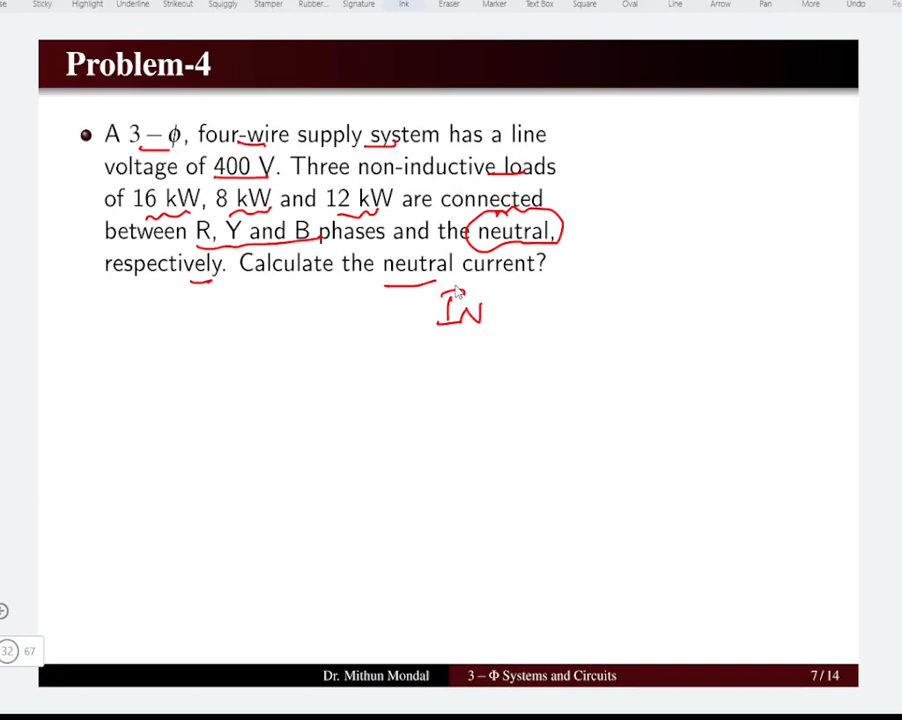 se Sticky Highlight Underline Strikeout Squiggly Stamper Rubber... Signature Ink Eraser Marker Text Box Square Oval Line Arrow Pan More Undo Re
Problem-4
A 3 − ϕ, four-wire supply system has a line
voltage of 400 V. Three non-inductive loads
of 16 kW, 8 kW and 12 kW are connected
between R, Y and B phases and the neutral,
respectively. Calculate the neutral current?
IN
32 67
Dr. Mithun Mondal 3 − Φ Systems and Circuits 7 / 14